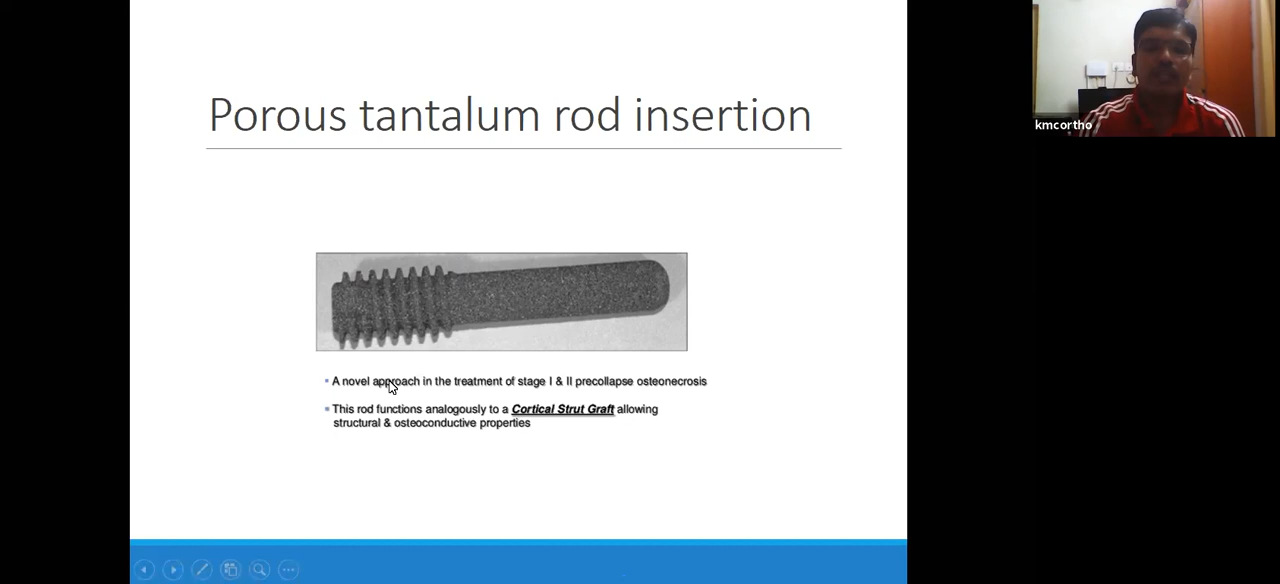 Porous tantalum rod insertion
kmcortho
A novel approach in the treatment of stage I & II precollapse osteonecrosis
This rod functions analogously to a Cortical Strut Graft allowing
structural & osteoconductive properties